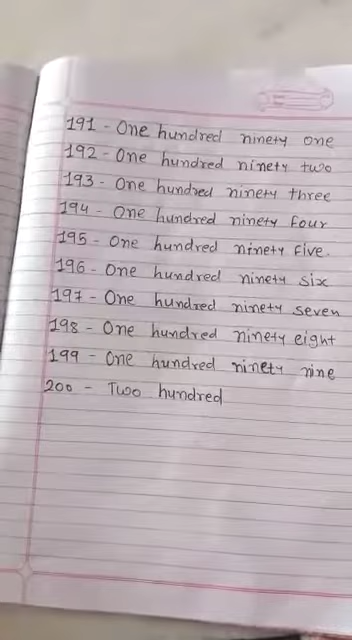 191 - One hundred ninety one
192 - One hundred ninety two
193 - One hundred ninety three
194 - One hundred ninety four
195 - One hundred ninety five.
196 - One hundred ninety six
197 - One hundred ninety seven
198 - One hundred ninety eight
199 - One hundred ninety nine
200 - Two hundred